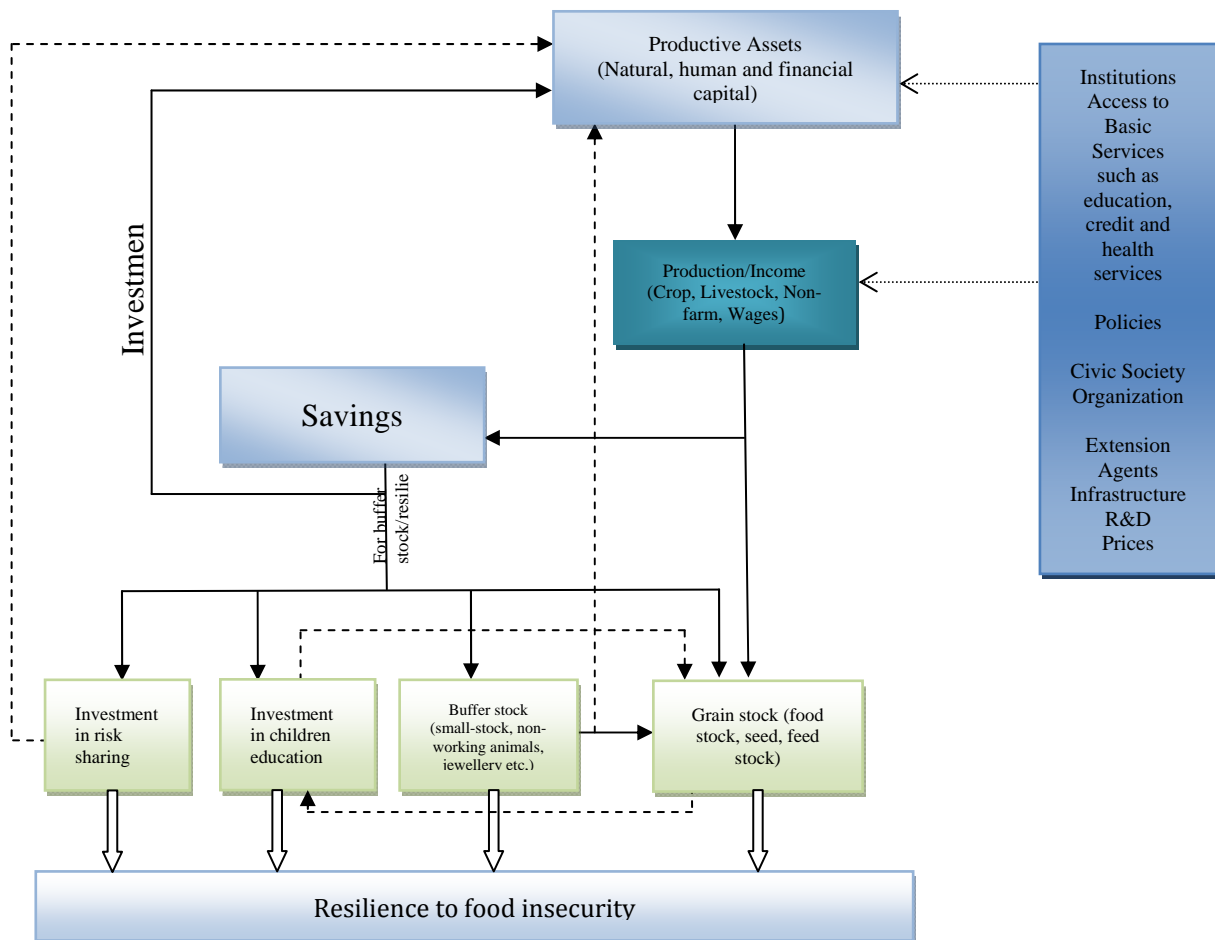 Productive Assets
(Natural, human and financial
capital)
Institutions
Access to
Basic
Services
such as
education,
credit and
health
services
Policies
Civic Society
Organization
Extension
Agents
Infrastructure
R&D
Prices
Investmen
Production/Income
(Crop, Livestock, Non-
farm, Wages)
Savings
For buffer
stock/resilie
Investment
in risk
sharing
Investment
in children
education
Buffer stock
(small-stock, non-
working animals,
jewellery etc.)
Grain stock (food
stock, seed, feed
stock)
Resilience to food insecurity